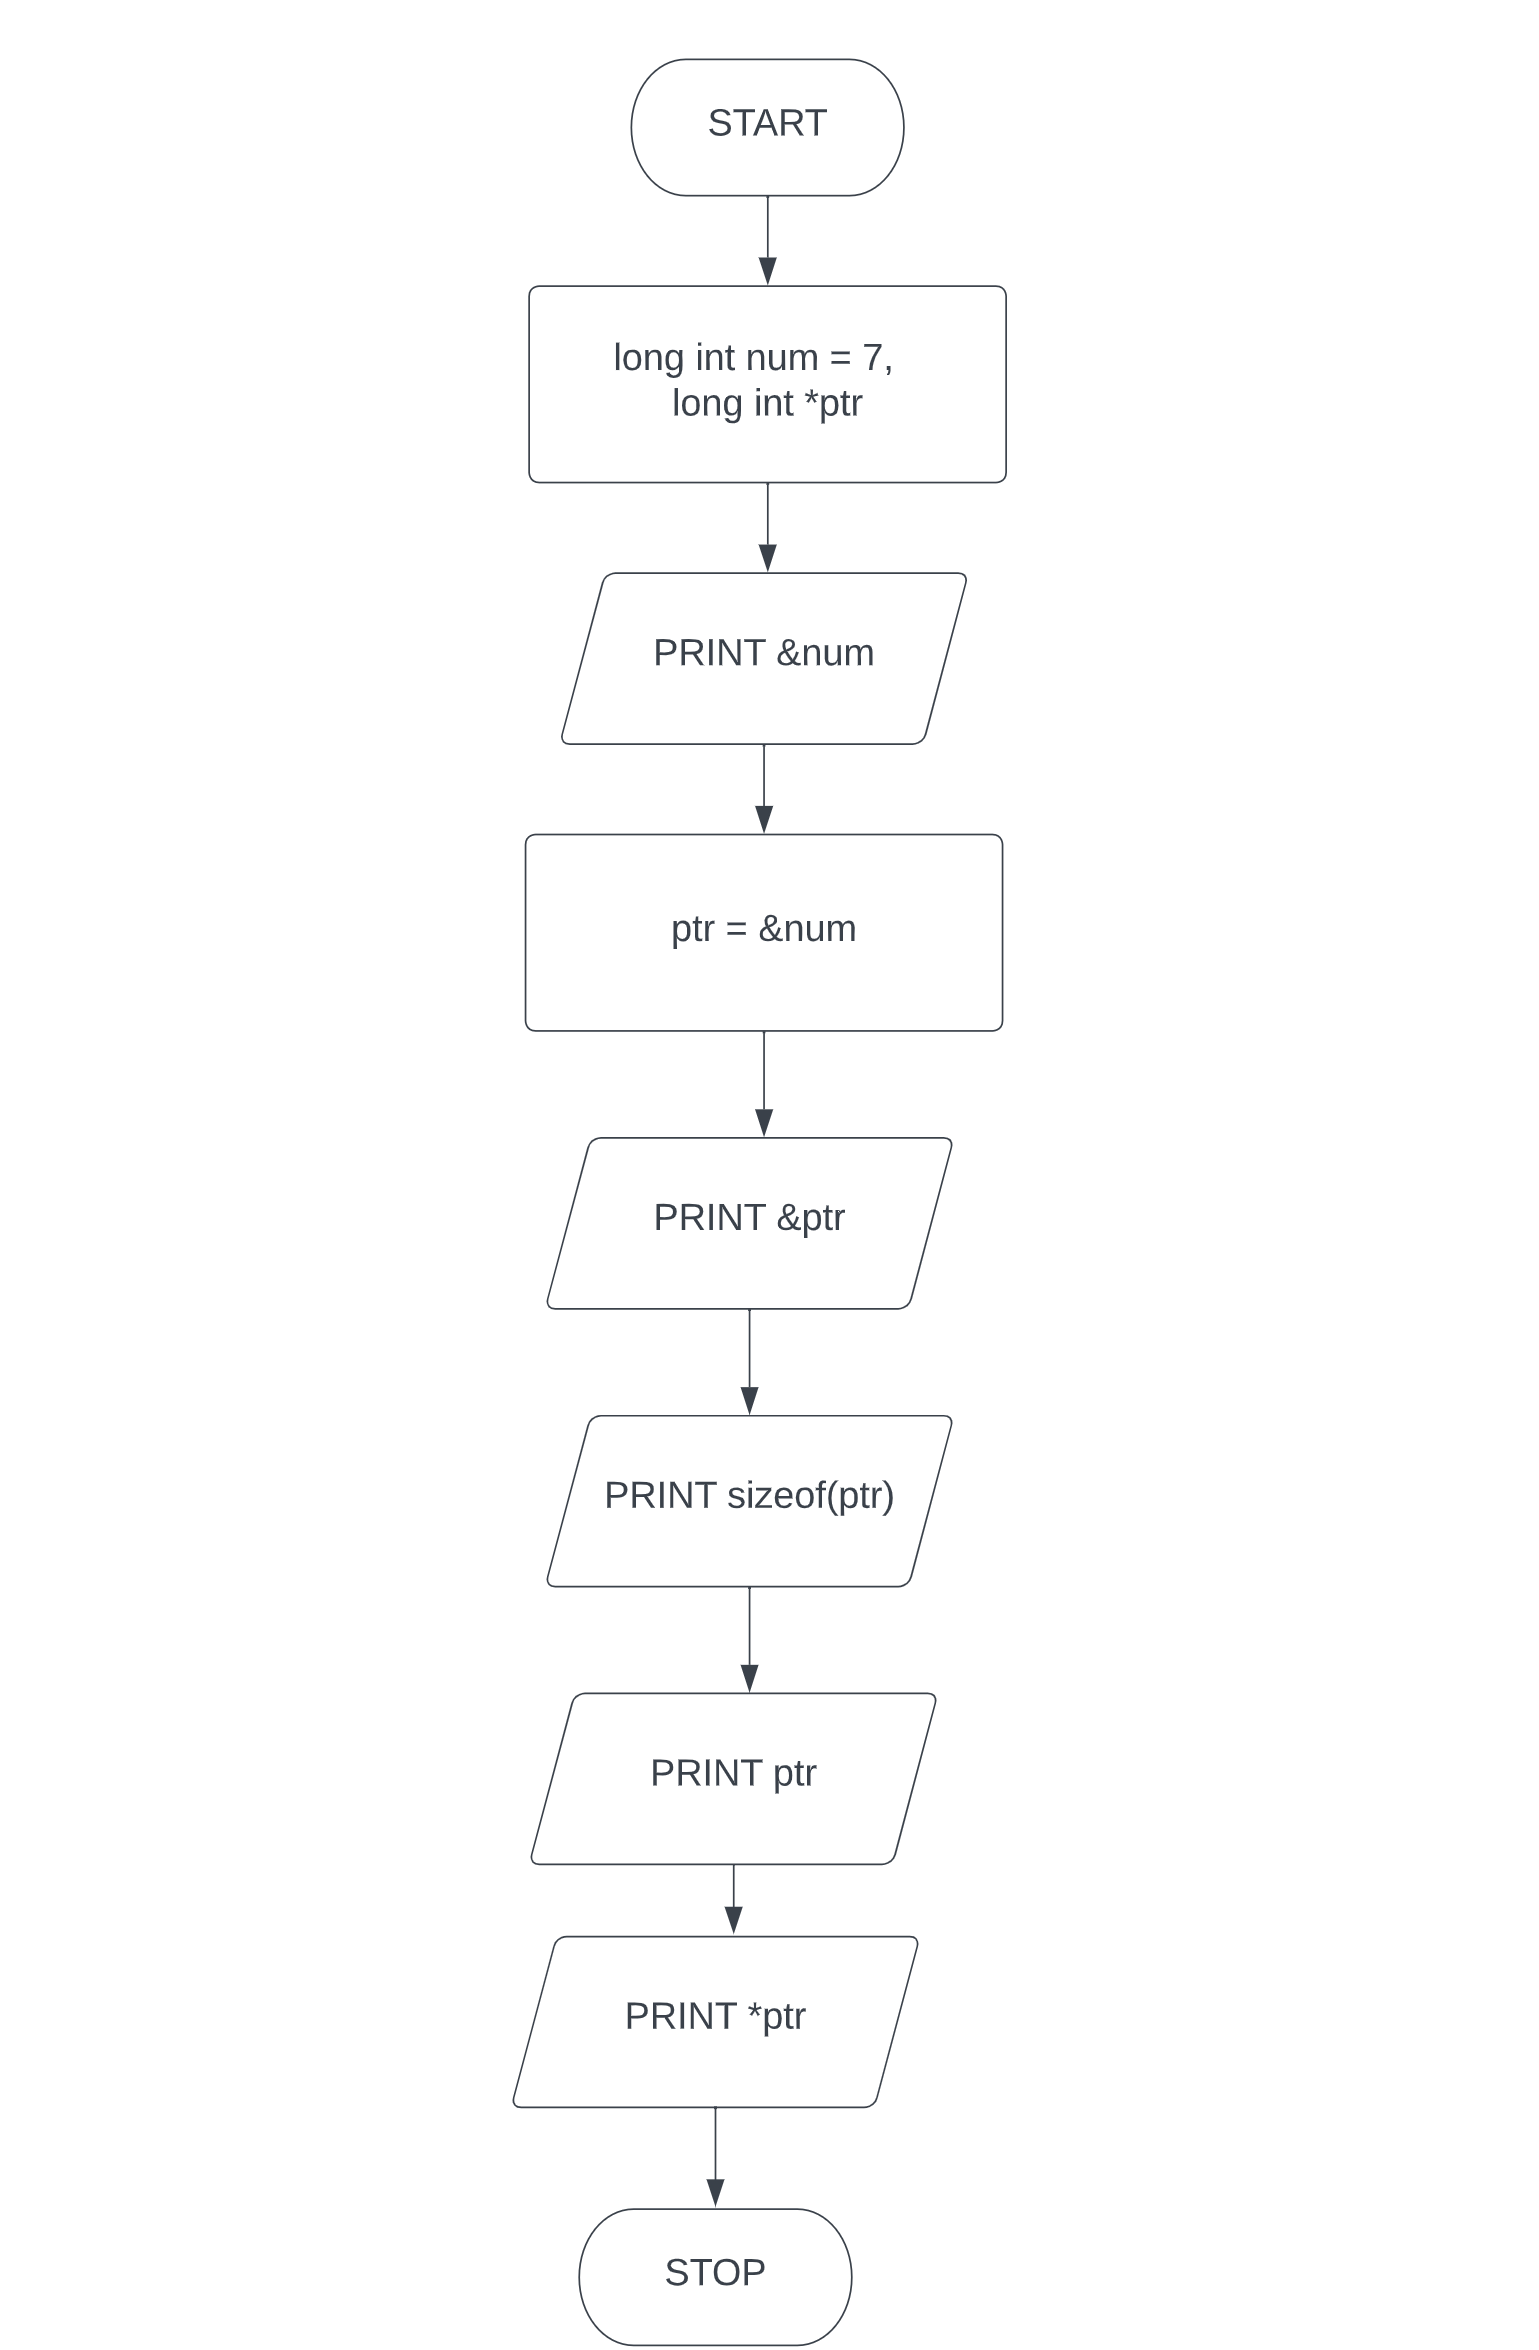 START
long int num = 7,
long int *ptr
PRINT &num
ptr = &num
PRINT &ptr
PRINT sizeof(ptr)
PRINT ptr
PRINT *ptr
STOP